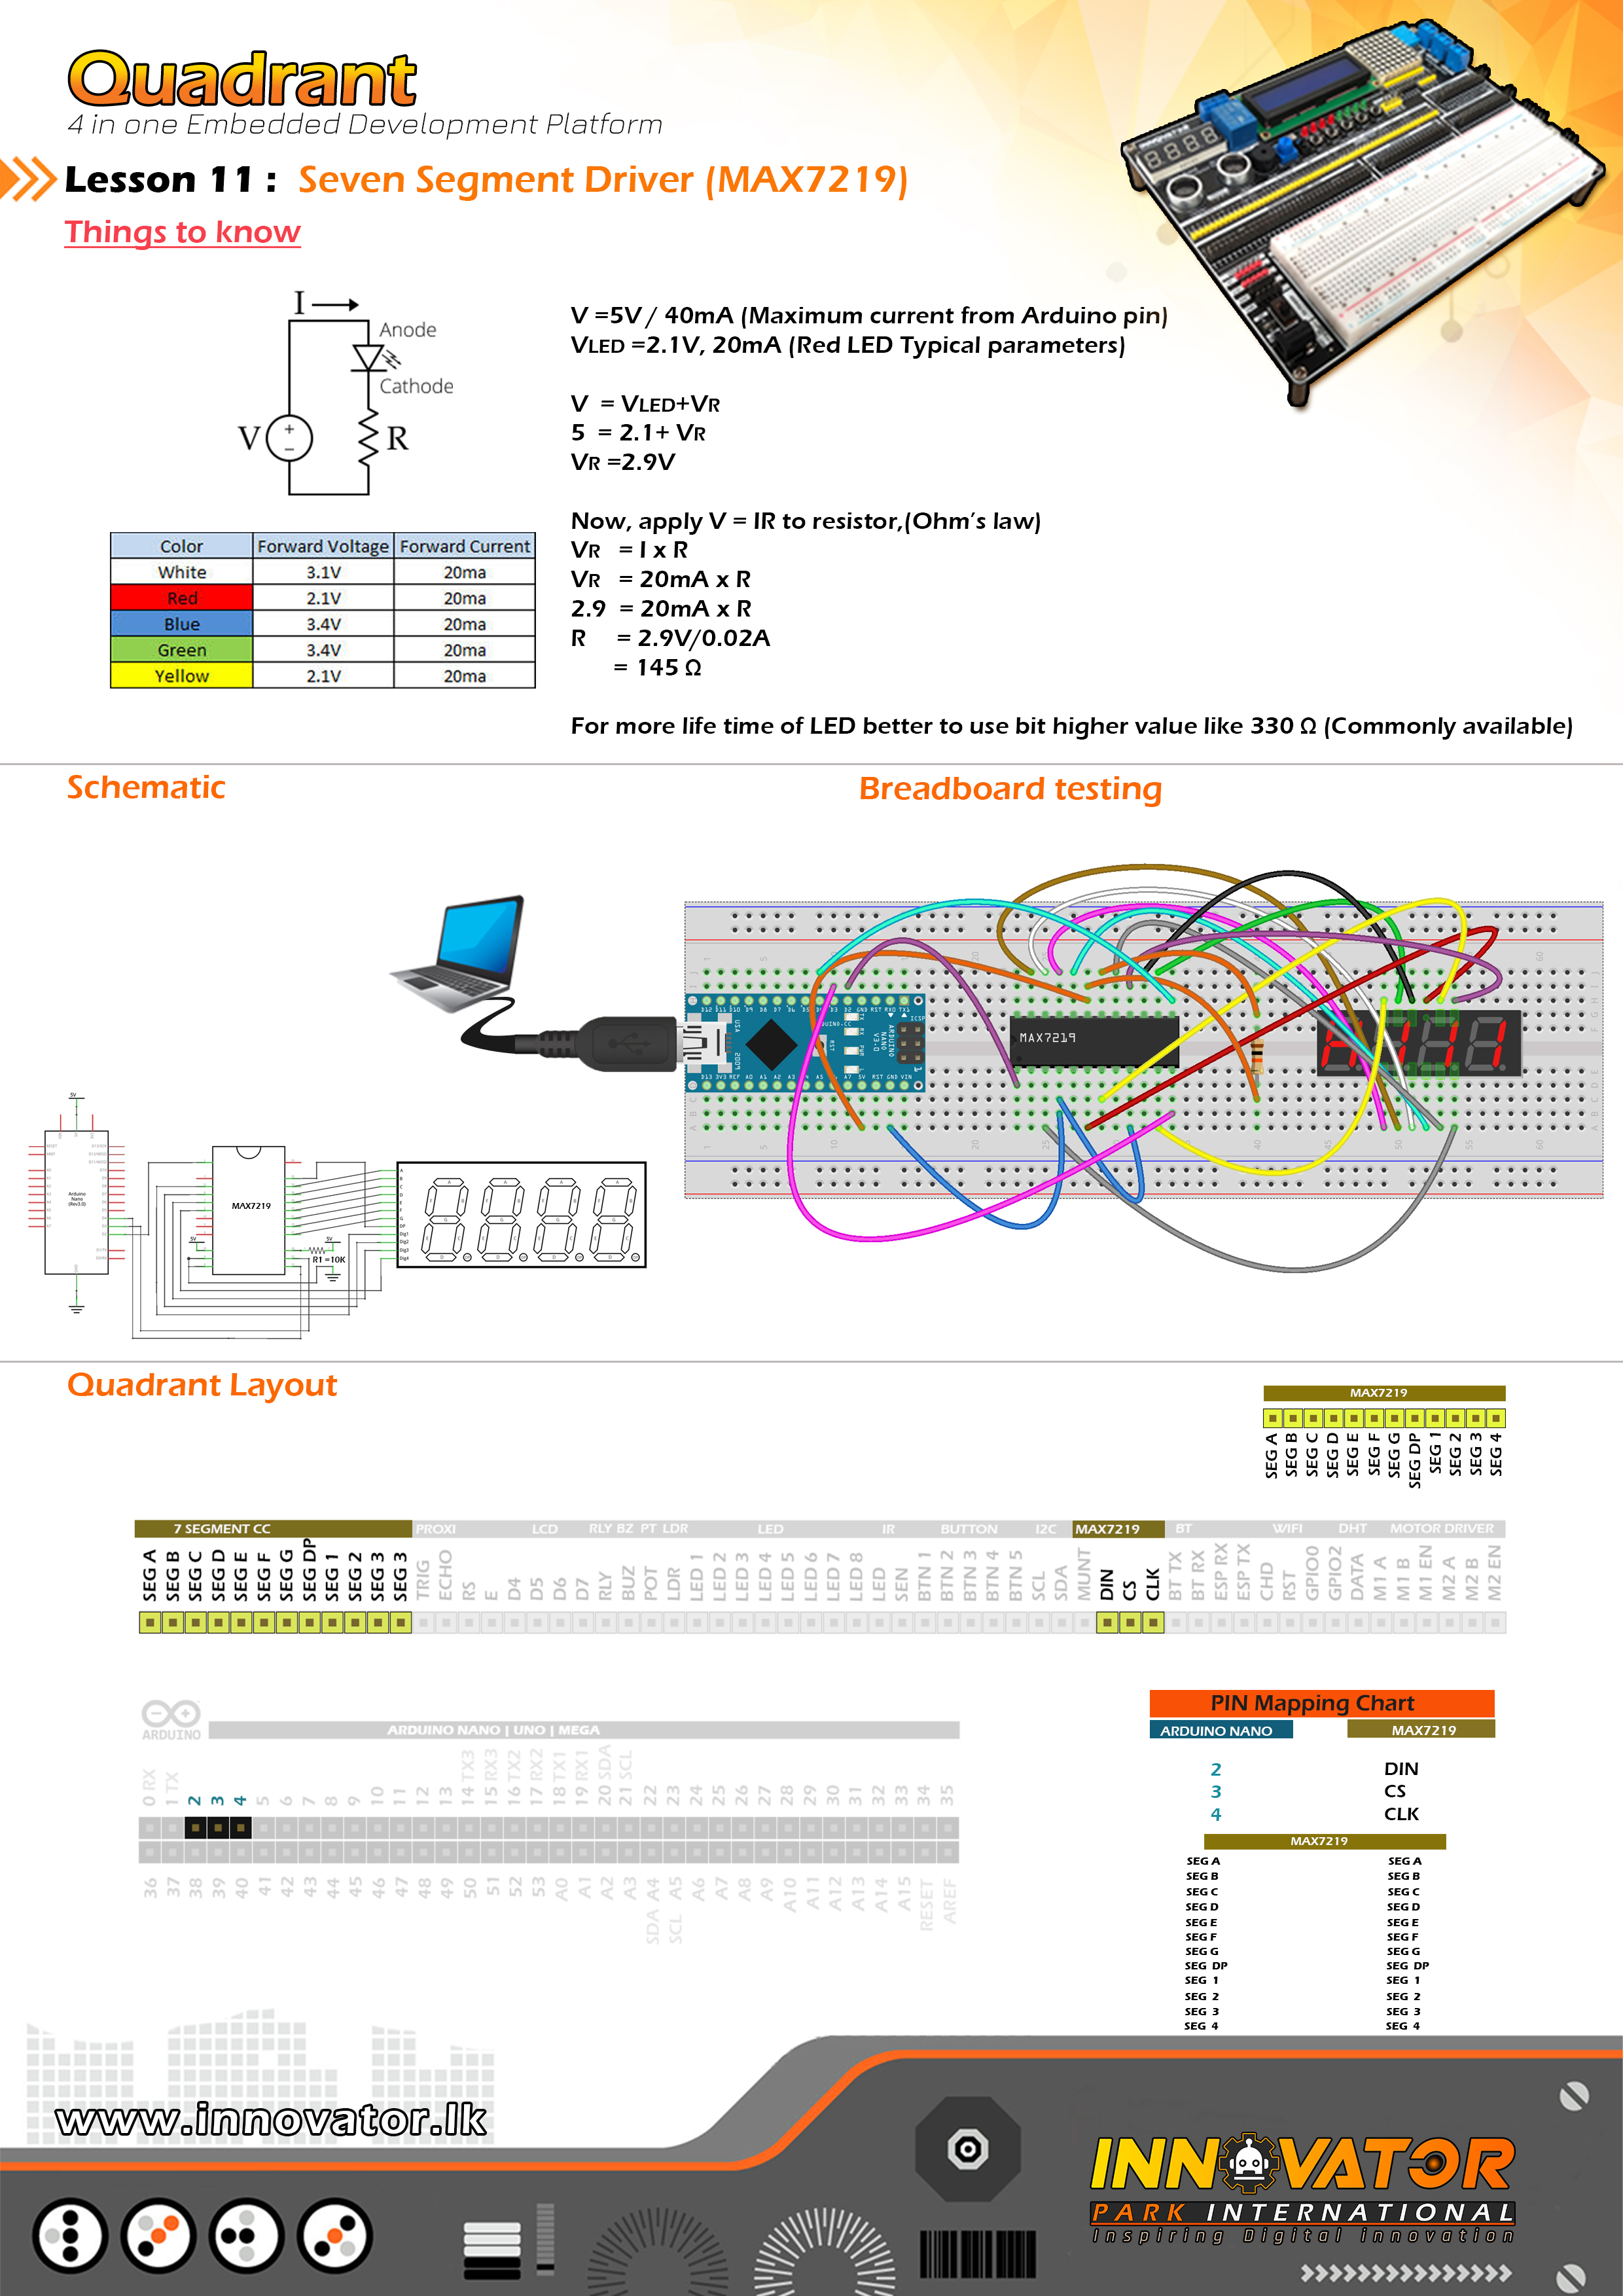 Quadrant
4 in one Embedded Development Platform
Lesson 11 : Seven Segment Driver (MAX7219)
Things to know
I
Anode
Cathode
V
R
V =5V / 40mA (Maximum current from Arduino pin)
VLED =2.1V, 20mA (Red LED Typical parameters)
V = VLED+VR
5 = 2.1+ VR
VR =2.9V
Now, apply V = IR to resistor,(Ohm's law)
VR = I x R
VR = 20mA x R
2.9 = 20mA x R
R = 2.9V/0.02A
= 145 Ω
For more life time of LED better to use bit higher value like 330 Ω (Commonly available)
Color Forward Voltage Forward Current
White 3.1V 20ma
Red 2.1V 20ma
Blue 3.4V 20ma
Green 3.4V 20ma
Yellow 2.1V 20ma
Schematic
Breadboard testing
MAX7219
5V
Arduino
Nano
(Rev3.0)
MAX7219
5V
5V
R1 =10K
Quadrant Layout
MAX7219
SEG A SEG B SEG C SEG D SEG E SEG F SEG G SEG DP SEG 1 SEG 2 SEG 3 SEG 4
7 SEGMENT CC PROXI LCD RLY BZ PT LDR LED IR BUTTON I2C MAX7219 BT WIFI DHT MOTOR DRIVER
SEG A SEG B SEG C SEG D SEG E SEG F SEG G SEG DP SEG 1 SEG 2 SEG 3 SEG 3 TRIG ECHO RS E D4 D5 D6 D7 RLY BUZ POT LDR LED 1 LED 2 LED 3 LED 4 LED 5 LED 6 LED 7 LED 8 LED SEN BTN 1 BTN 2 BTN 3 BTN 4 BTN 5 SCL SDA MUNT DIN CS CLK BT TX BT RX ESP RX ESP TX CHD RST GPIO0 GPIO2 DATA M1 A M1 B M1 EN M2 A M2 B M2 EN
ARDUINO
ARDUINO NANO | UNO | MEGA
0 RX 1 TX 2 3 4 5 6 7 8 9 10 11 12 13 14 TX3 15 RX3 16 TX2 17 RX2 18 TX1 19 RX1 20 SDA 21 SCL 22 23 24 25 26 27 28 29 30 31 32 33 34 35
36 37 38 39 40 41 42 43 44 45 46 47 48 49 50 51 52 53 A0 A1 A2 A3 SDA A4 SCL A5 A6 A7 A8 A9 A10 A11 A12 A13 A14 A15 RESET AREF
PIN Mapping Chart
ARDUINO NANO MAX7219
2 DIN
3 CS
4 CLK
MAX7219
SEG A SEG A
SEG B SEG B
SEG C SEG C
SEG D SEG D
SEG E SEG E
SEG F SEG F
SEG G SEG G
SEG DP SEG DP
SEG 1 SEG 1
SEG 2 SEG 2
SEG 3 SEG 3
SEG 4 SEG 4
www.innovator.lk
INNOVATOR
PARK INTERNATIONAL
Inspiring Digital innovation